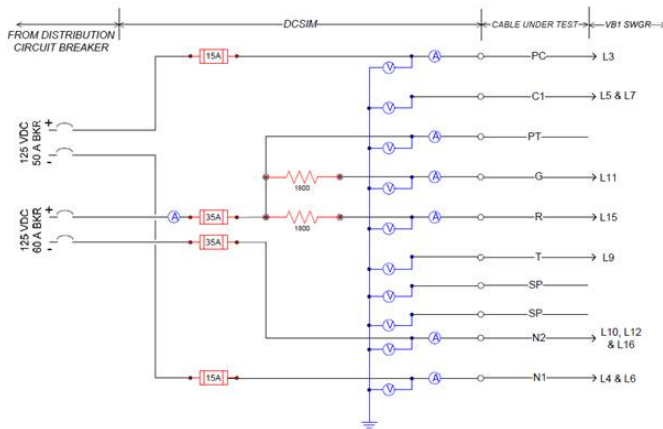 FROM DISTRIBUTION
CIRCUIT BREAKER
DCSIM
CABLE UNDER TEST
VB1 SWGR
15A
V
A
PC
L3
V
C1
L5 & L7
125 VDC
50 A BKR
+
-
V
A
PT
1800
V
A
G
L11
125 VDC
60 A BKR
+
-
A
35A
1800
V
A
R
L15
35A
V
T
L9
V
SP
V
SP
V
A
N2
L10, L12
& L16
15A
V
A
N1
L4 & L6